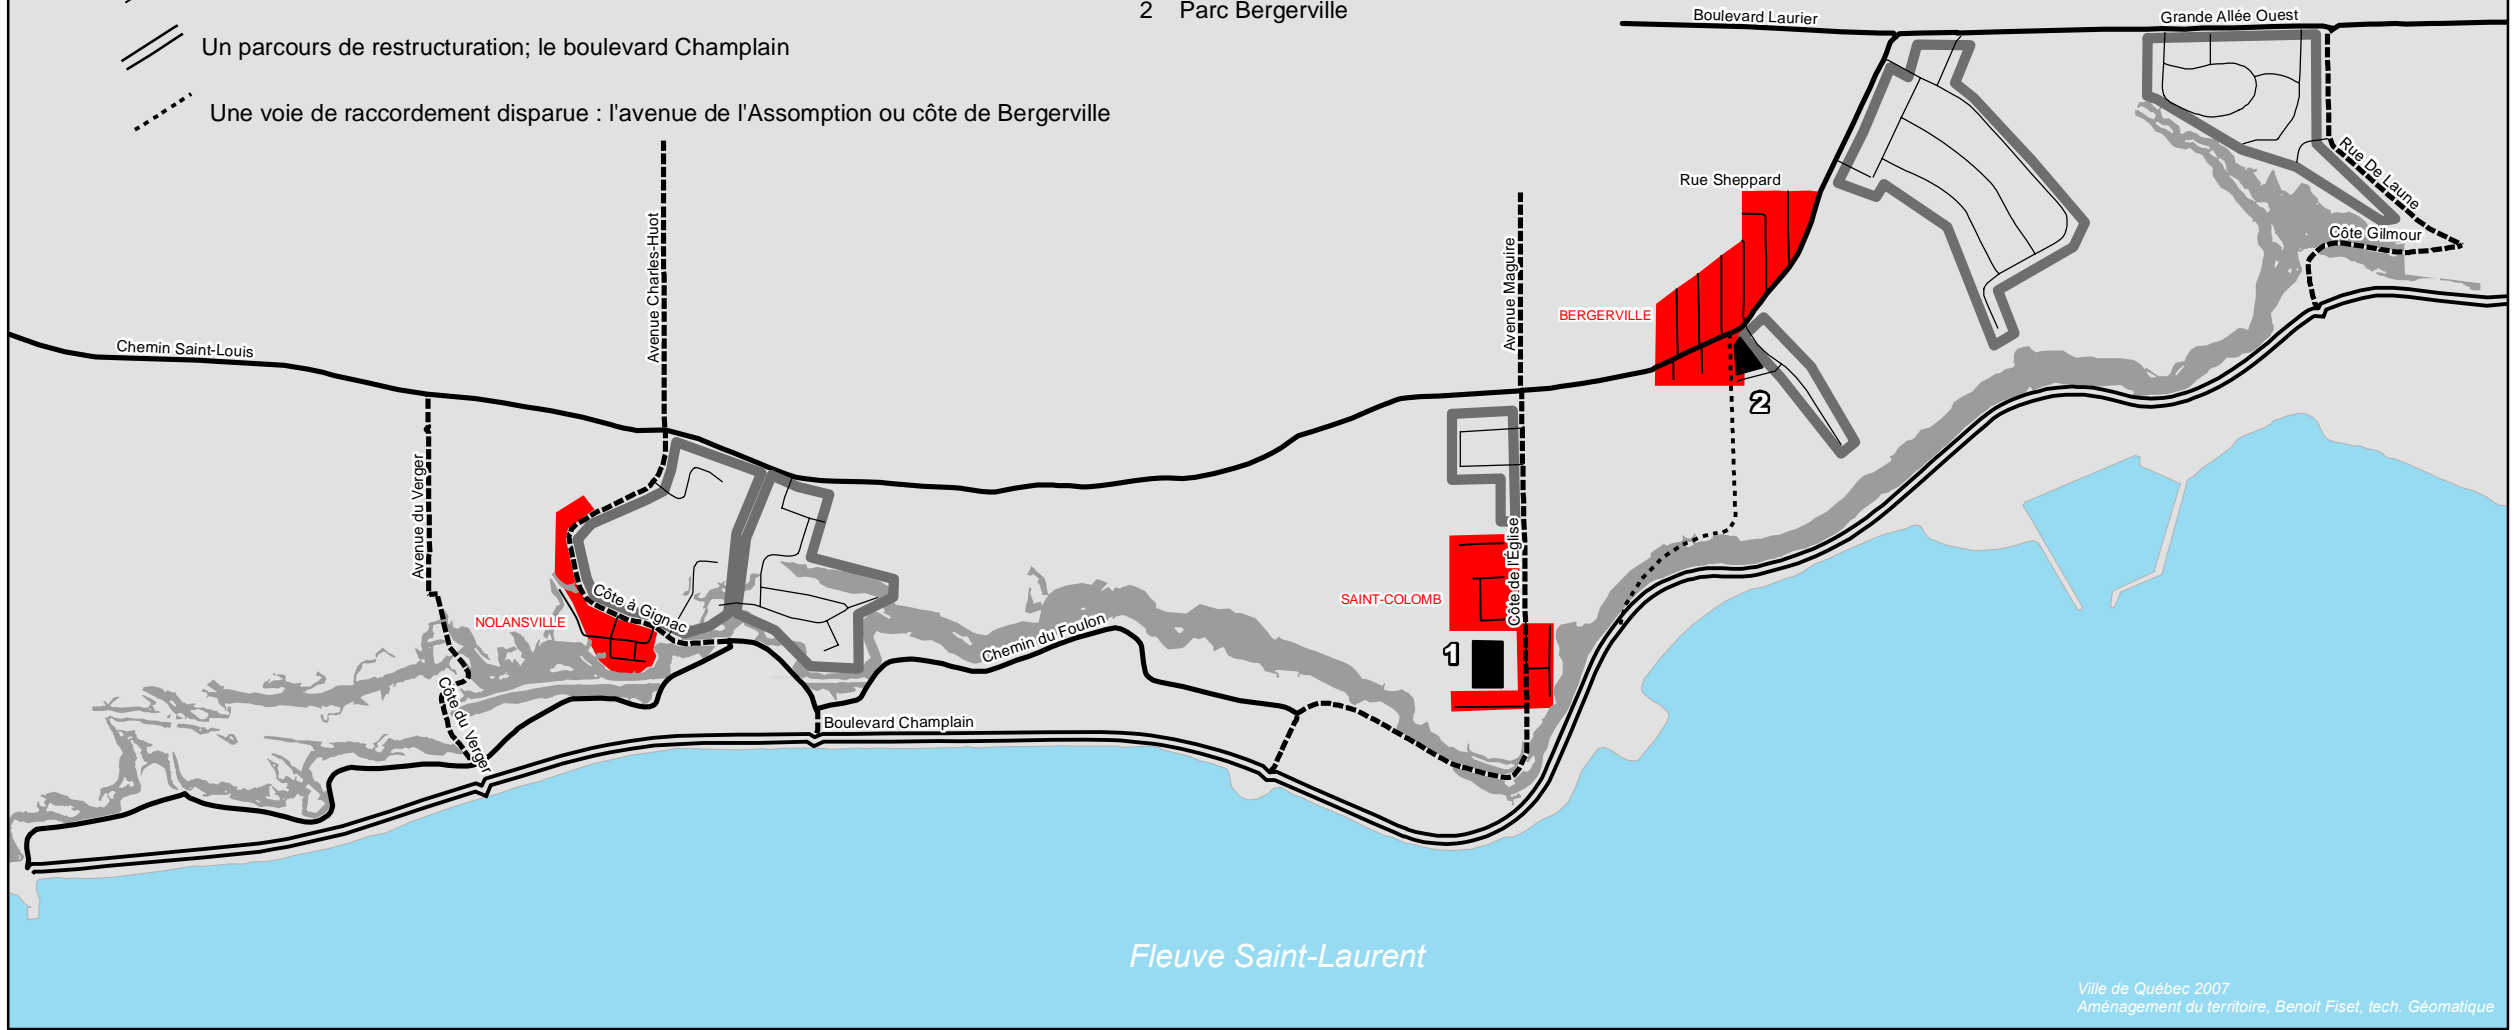 2 Parc Bergerville
Un parcours de restructuration; le boulevard Champlain
Une voie de raccordement disparue : l'avenue de l'Assomption ou côte de Bergerville
Boulevard Laurier
Grande Allée Ouest
Rue De Laune
Côte Gilmour
Rue Sheppard
Avenue Charles-Huot
Avenue Maguire
BERGERVILLE
Chemin Saint-Louis
2
Avenue du Verger
Côte de l'Église
Côte à Gignac
NOLANSVILLE
SAINT-COLOMB
Chemin du Foulon
1
Côte du Verger
Boulevard Champlain
Fleuve Saint-Laurent
Ville de Québec 2007
Aménagement du territoire, Benoit Fiset, tech. Géomatique